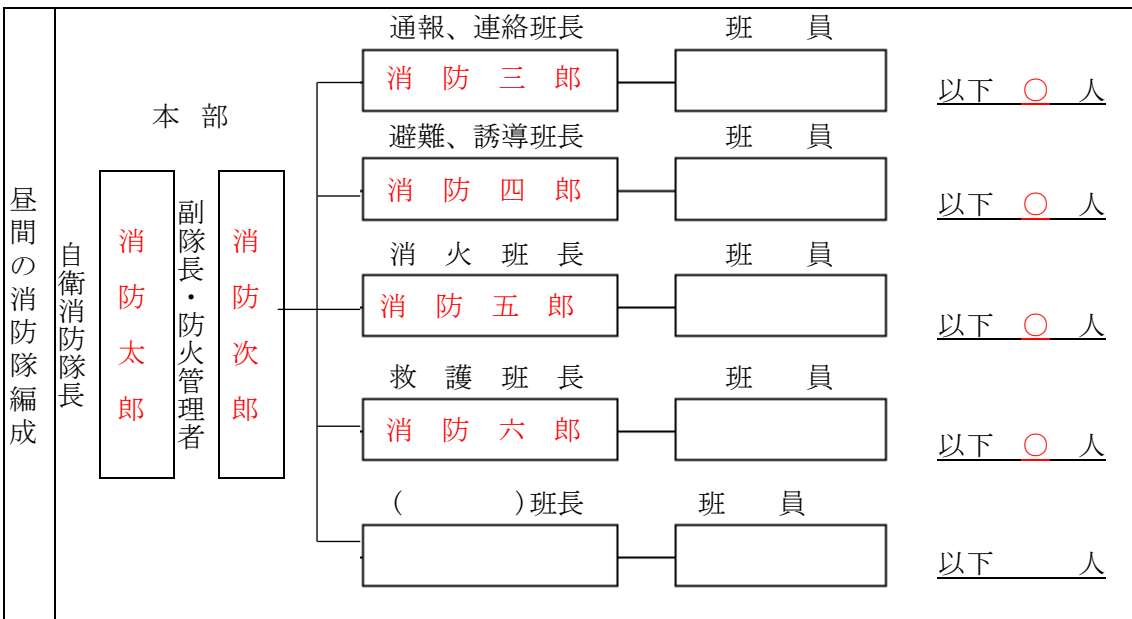 昼間の消防隊編成
自衛消防隊長
本 部
消防太郎
副隊長・防火管理者
消防次郎
通報、連絡班長
消 防 三 郎
班 員
以下 ○ 人
避難、誘導班長
消 防 四 郎
班 員
以下 ○ 人
消 火 班 長
消 防 五 郎
班 員
以下 ○ 人
救 護 班 長
消 防 六 郎
班 員
以下 ○ 人
( )班長
班 員
以下 人